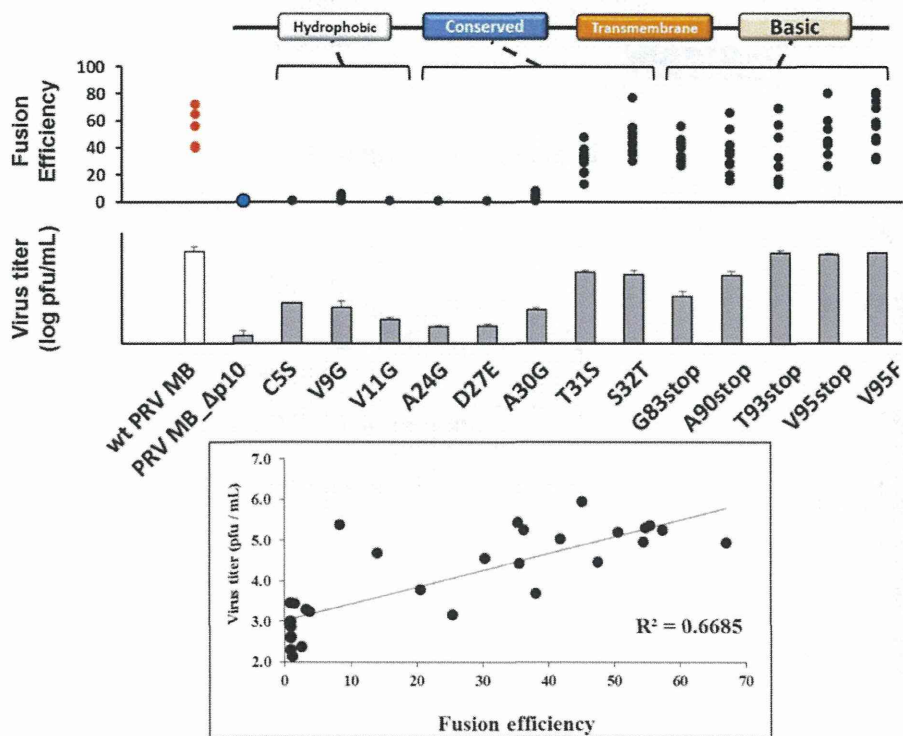 Hydrophobic
Conserved
Transmembrane
Basic
Fusion
Efficiency
100
80
60
40
20
0
Virus titer
(log pfu/mL)
wt PRV MB
PRV MB_Δp10
C5S
V9G
V11G
A24G
D27E
A30G
T31S
S32T
G83stop
A90stop
T93stop
V95stop
V95F
Virus titer (pfu / mL)
7.0
6.0
5.0
4.0
3.0
2.0
R² = 0.6685
0 10 20 30 40 50 60 70
Fusion efficiency